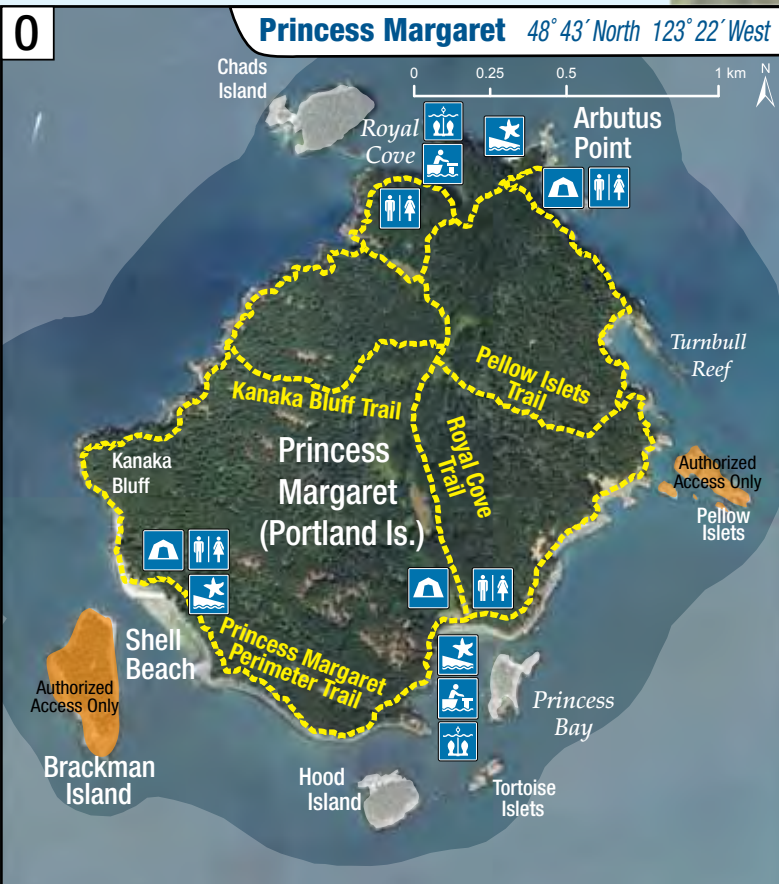 0
Princess Margaret 48° 43´ North 123° 22´ West
Chads
Island
0 0.25 0.5 1 km
N
Royal
Cove
Arbutus
Point
Turnbull
Reef
Pellow Islets
Trail
Kanaka Bluff Trail
Royal Cove
Trail
Kanaka
Bluff
Princess
Margaret
(Portland Is.)
Authorized
Access Only
Pellow
Islets
Shell
Beach
Princess Margaret
Perimeter Trail
Authorized
Access Only
Brackman
Island
Princess
Bay
Hood
Island
Tortoise
Islets